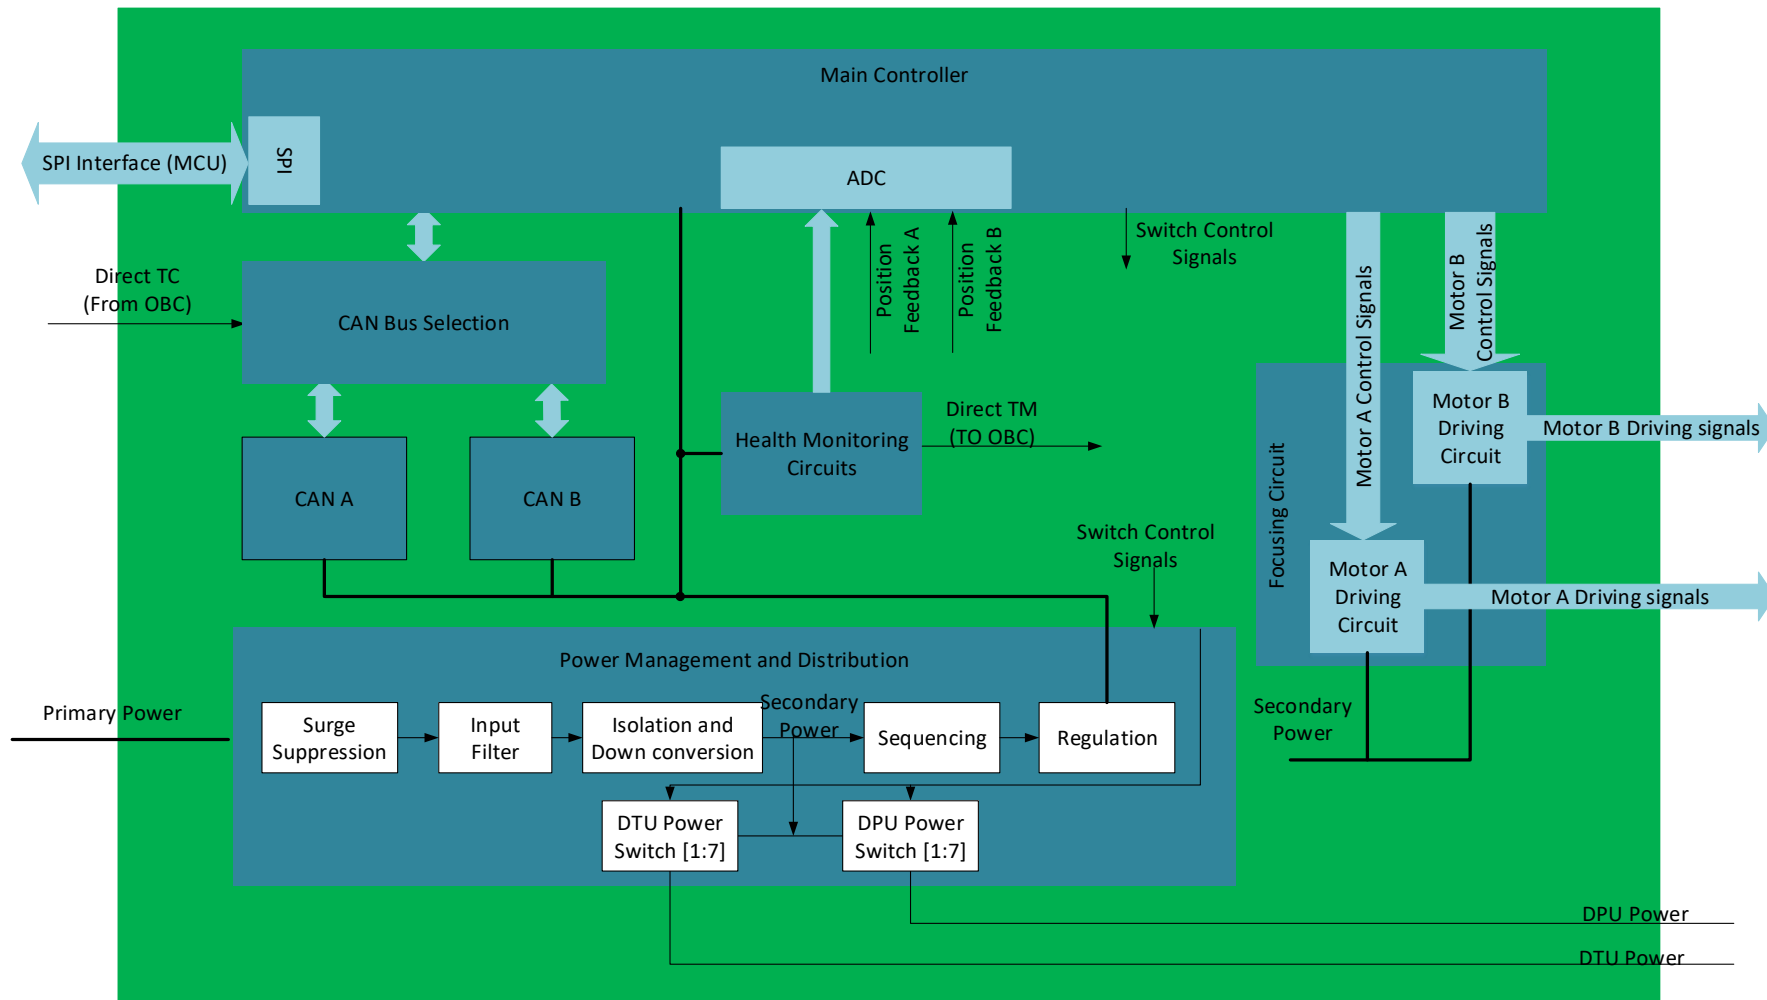 Main Controller
SPI Interface (MCU)
SPI
ADC
Direct TC
(From OBC)
CAN Bus Selection
Position
Feedback A
Position
Feedback B
Switch Control
Signals
Motor A Control Signals
Motor B
Control Signals
CAN A
CAN B
Health Monitoring
Circuits
Direct TM
(TO OBC)
Focusing Circuit
Motor B
Driving
Circuit
Motor B Driving signals
Motor A
Driving
Circuit
Motor A Driving signals
Switch Control
Signals
Power Management and Distribution
Primary Power
Surge
Suppression
Input
Filter
Isolation and
Down conversion
Secondary
Power
Sequencing
Regulation
Secondary
Power
DTU Power
Switch [1:7]
DPU Power
Switch [1:7]
DPU Power
DTU Power